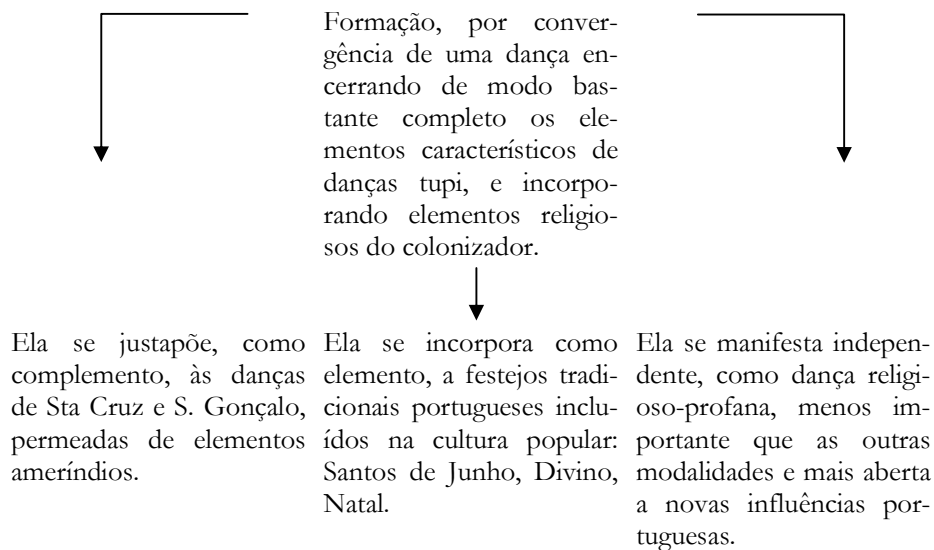 Formação, por conver-
gência de uma dança en-
cerrando de modo bas-
tante completo os ele-
mentos característicos de
danças tupi, e incorpo-
rando elementos religio-
sos do colonizador.
Ela se justapõe, como
complemento, às danças
de Sta Cruz e S. Gonçalo,
permeadas de elementos
ameríndios.
Ela se incorpora como
elemento, a festejos tradi-
cionais portugueses inclu-
ídos na cultura popular:
Santos de Junho, Divino,
Natal.
Ela se manifesta indepen-
dente, como dança religi-
oso-profana, menos im-
portante que as outras
modalidades e mais aberta
a novas influências por-
tuguesas.